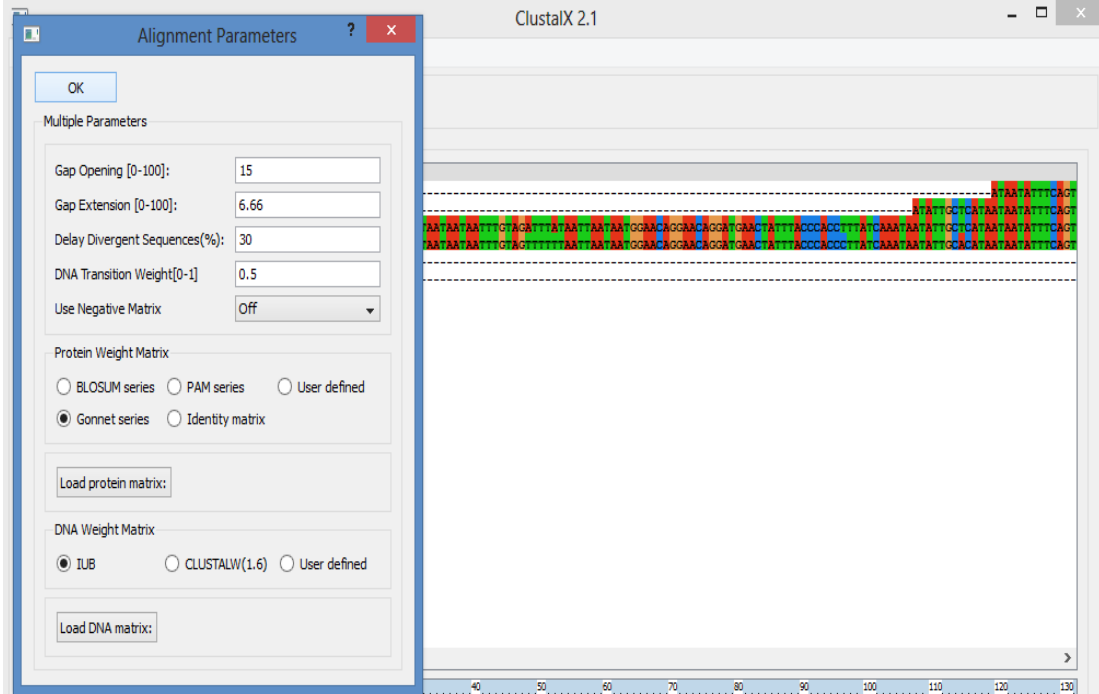 ClustalX 2.1
Alignment Parameters ? x
OK
Multiple Parameters
Gap Opening [0-100]: 15
Gap Extension [0-100]: 6.66
Delay Divergent Sequences(%): 30
DNA Transition Weight[0-1] 0.5
Use Negative Matrix Off
Protein Weight Matrix
BLOSUM series PAM series User defined
Gonnet series Identity matrix
Load protein matrix:
DNA Weight Matrix
IUB CLUSTALW(1.6) User defined
Load DNA matrix:
ATAATATTTCAGT
ATATTGCTCATAATAATATTTCAGT
40 50 60 70 80 90 100 110 120 130